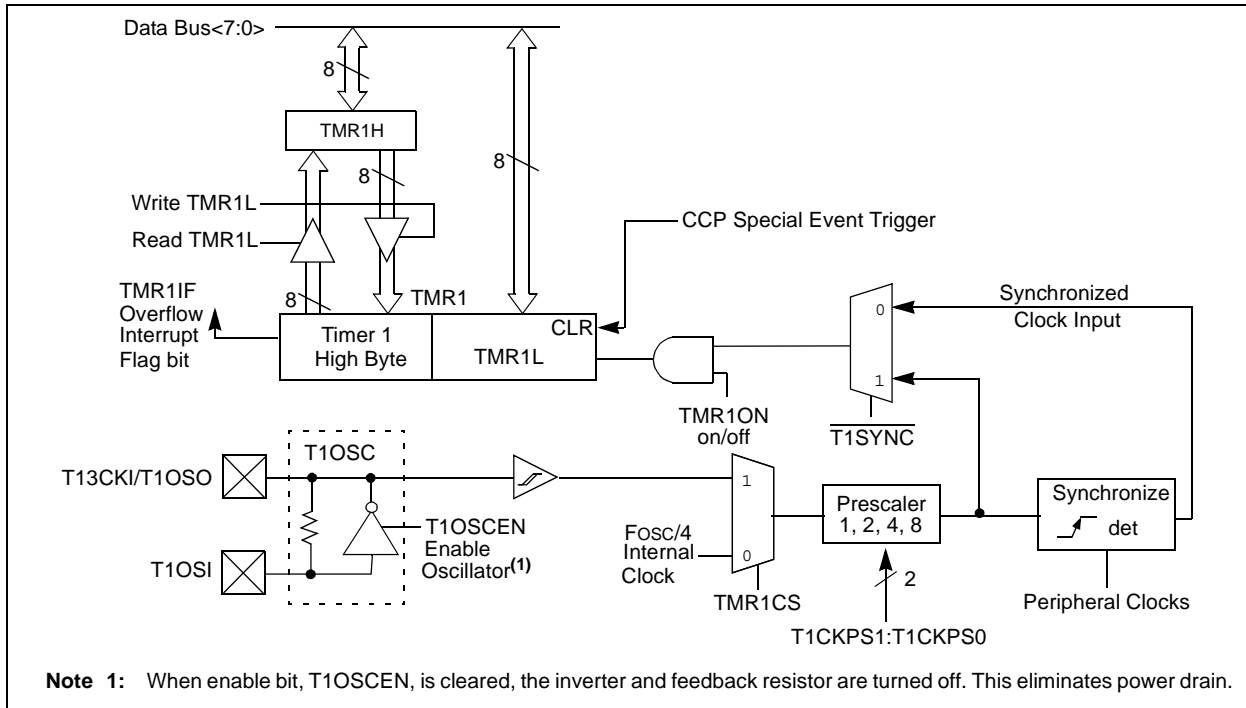 Data Bus<7:0>
8
TMR1H
8
8
Write TMR1L
CCP Special Event Trigger
Read TMR1L
TMR1IF
Overflow
Interrupt
Flag bit
8
TMR1
Timer 1
High Byte
TMR1L
CLR
0
1
Synchronized
Clock Input
TMR1ON
on/off
T1SYNC
T1OSC
T13CKI/T1OSO
T1OSCEN
Enable
Oscillator(1)
T1OSI
1
0
FOSC/4
Internal
Clock
TMR1CS
Prescaler
1, 2, 4, 8
2
T1CKPS1:T1CKPS0
Synchronize
det
Peripheral Clocks
Note 1: When enable bit, T1OSCEN, is cleared, the inverter and feedback resistor are turned off. This eliminates power drain.